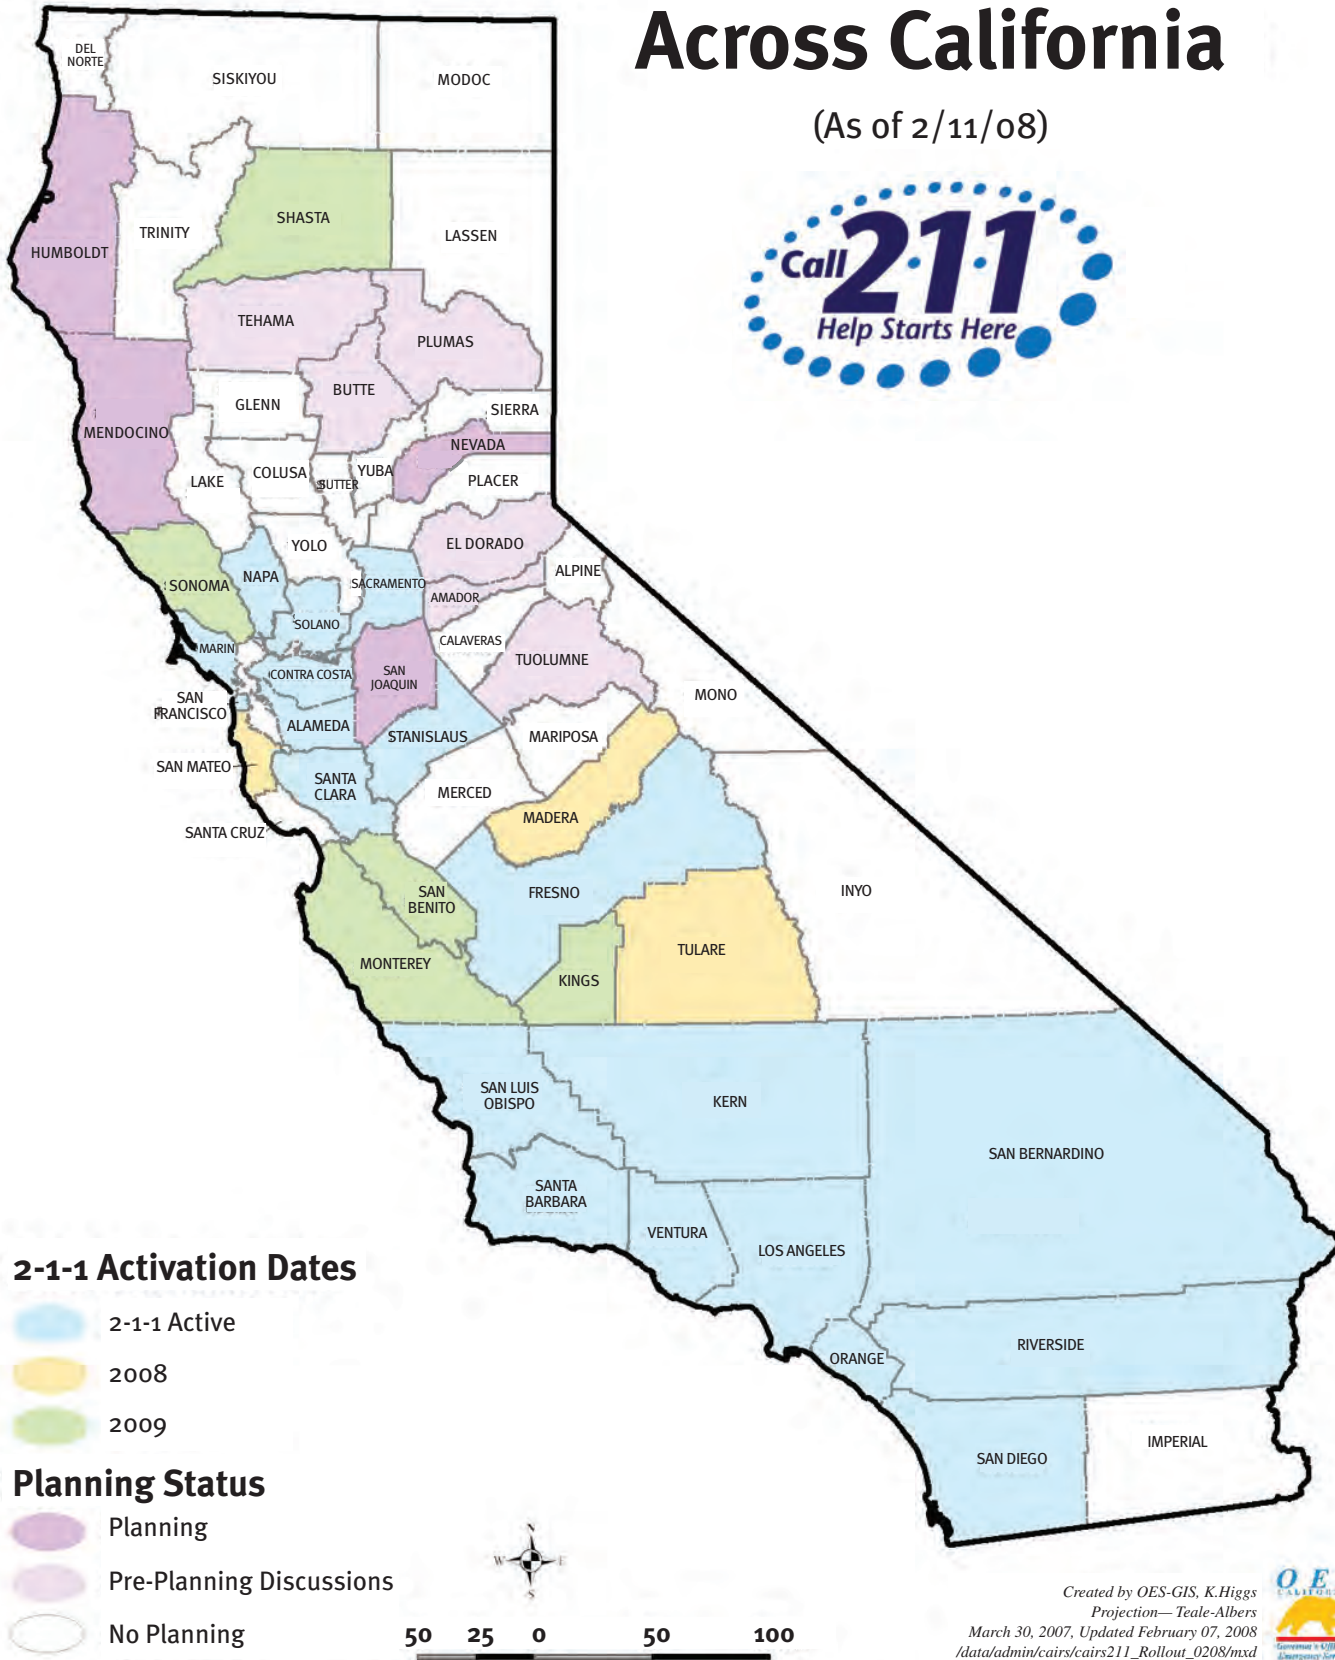 Across California
(As of 2/11/08)
Call 2·1·1
Help Starts Here
DEL
NORTE
SISKIYOU
MODOC
HUMBOLDT
TRINITY
SHASTA
LASSEN
TEHAMA
PLUMAS
MENDOCINO
GLENN
BUTTE
SIERRA
LAKE
COLUSA
SUTTER
YUBA
NEVADA
PLACER
YOLO
EL DORADO
SONOMA
NAPA
SACRAMENTO
ALPINE
AMADOR
SOLANO
MARIN
CALAVERAS
CONTRA COSTA
SAN
JOAQUIN
TUOLUMNE
MONO
SAN
FRANCISCO
ALAMEDA
STANISLAUS
MARIPOSA
SAN MATEO
SANTA
CLARA
MERCED
MADERA
SANTA CRUZ
SAN
BENITO
FRESNO
INYO
MONTEREY
KINGS
TULARE
SAN LUIS
OBISPO
KERN
SAN BERNARDINO
SANTA
BARBARA
VENTURA
LOS ANGELES
ORANGE
RIVERSIDE
SAN DIEGO
IMPERIAL
2-1-1 Activation Dates
2-1-1 Active
2008
2009
Planning Status
Planning
Pre-Planning Discussions
No Planning
N
W E
S
50 25 0 50 100
Created by OES-GIS, K.Higgs
Projection— Teale-Albers
March 30, 2007, Updated February 07, 2008
/data/admin/cairs/cairs211_Rollout_0208/mxd
O E
Governor's Offi